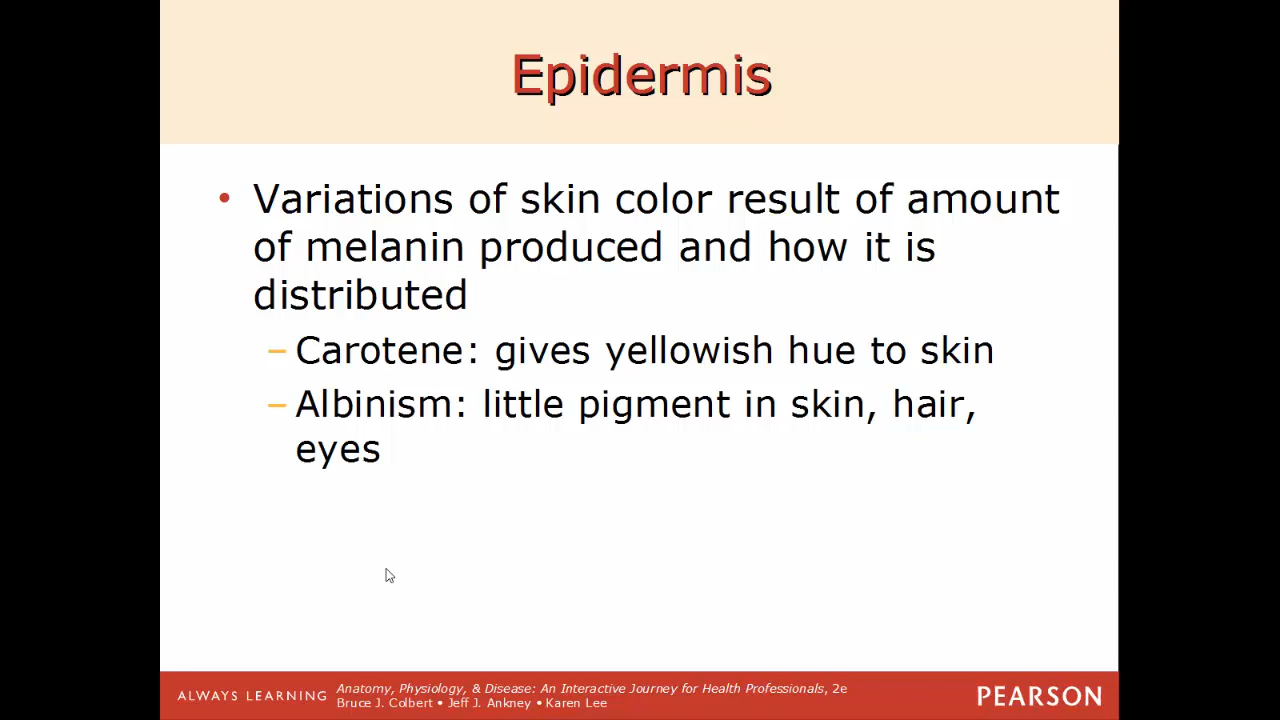 Epidermis
• Variations of skin color result of amount
of melanin produced and how it is
distributed
– Carotene: gives yellowish hue to skin
– Albinism: little pigment in skin, hair,
eyes
ALWAYS LEARNING
Anatomy, Physiology, & Disease: An Interactive Journey for Health Professionals, 2e
Bruce J. Colbert • Jeff J. Ankney • Karen Lee
PEARSON